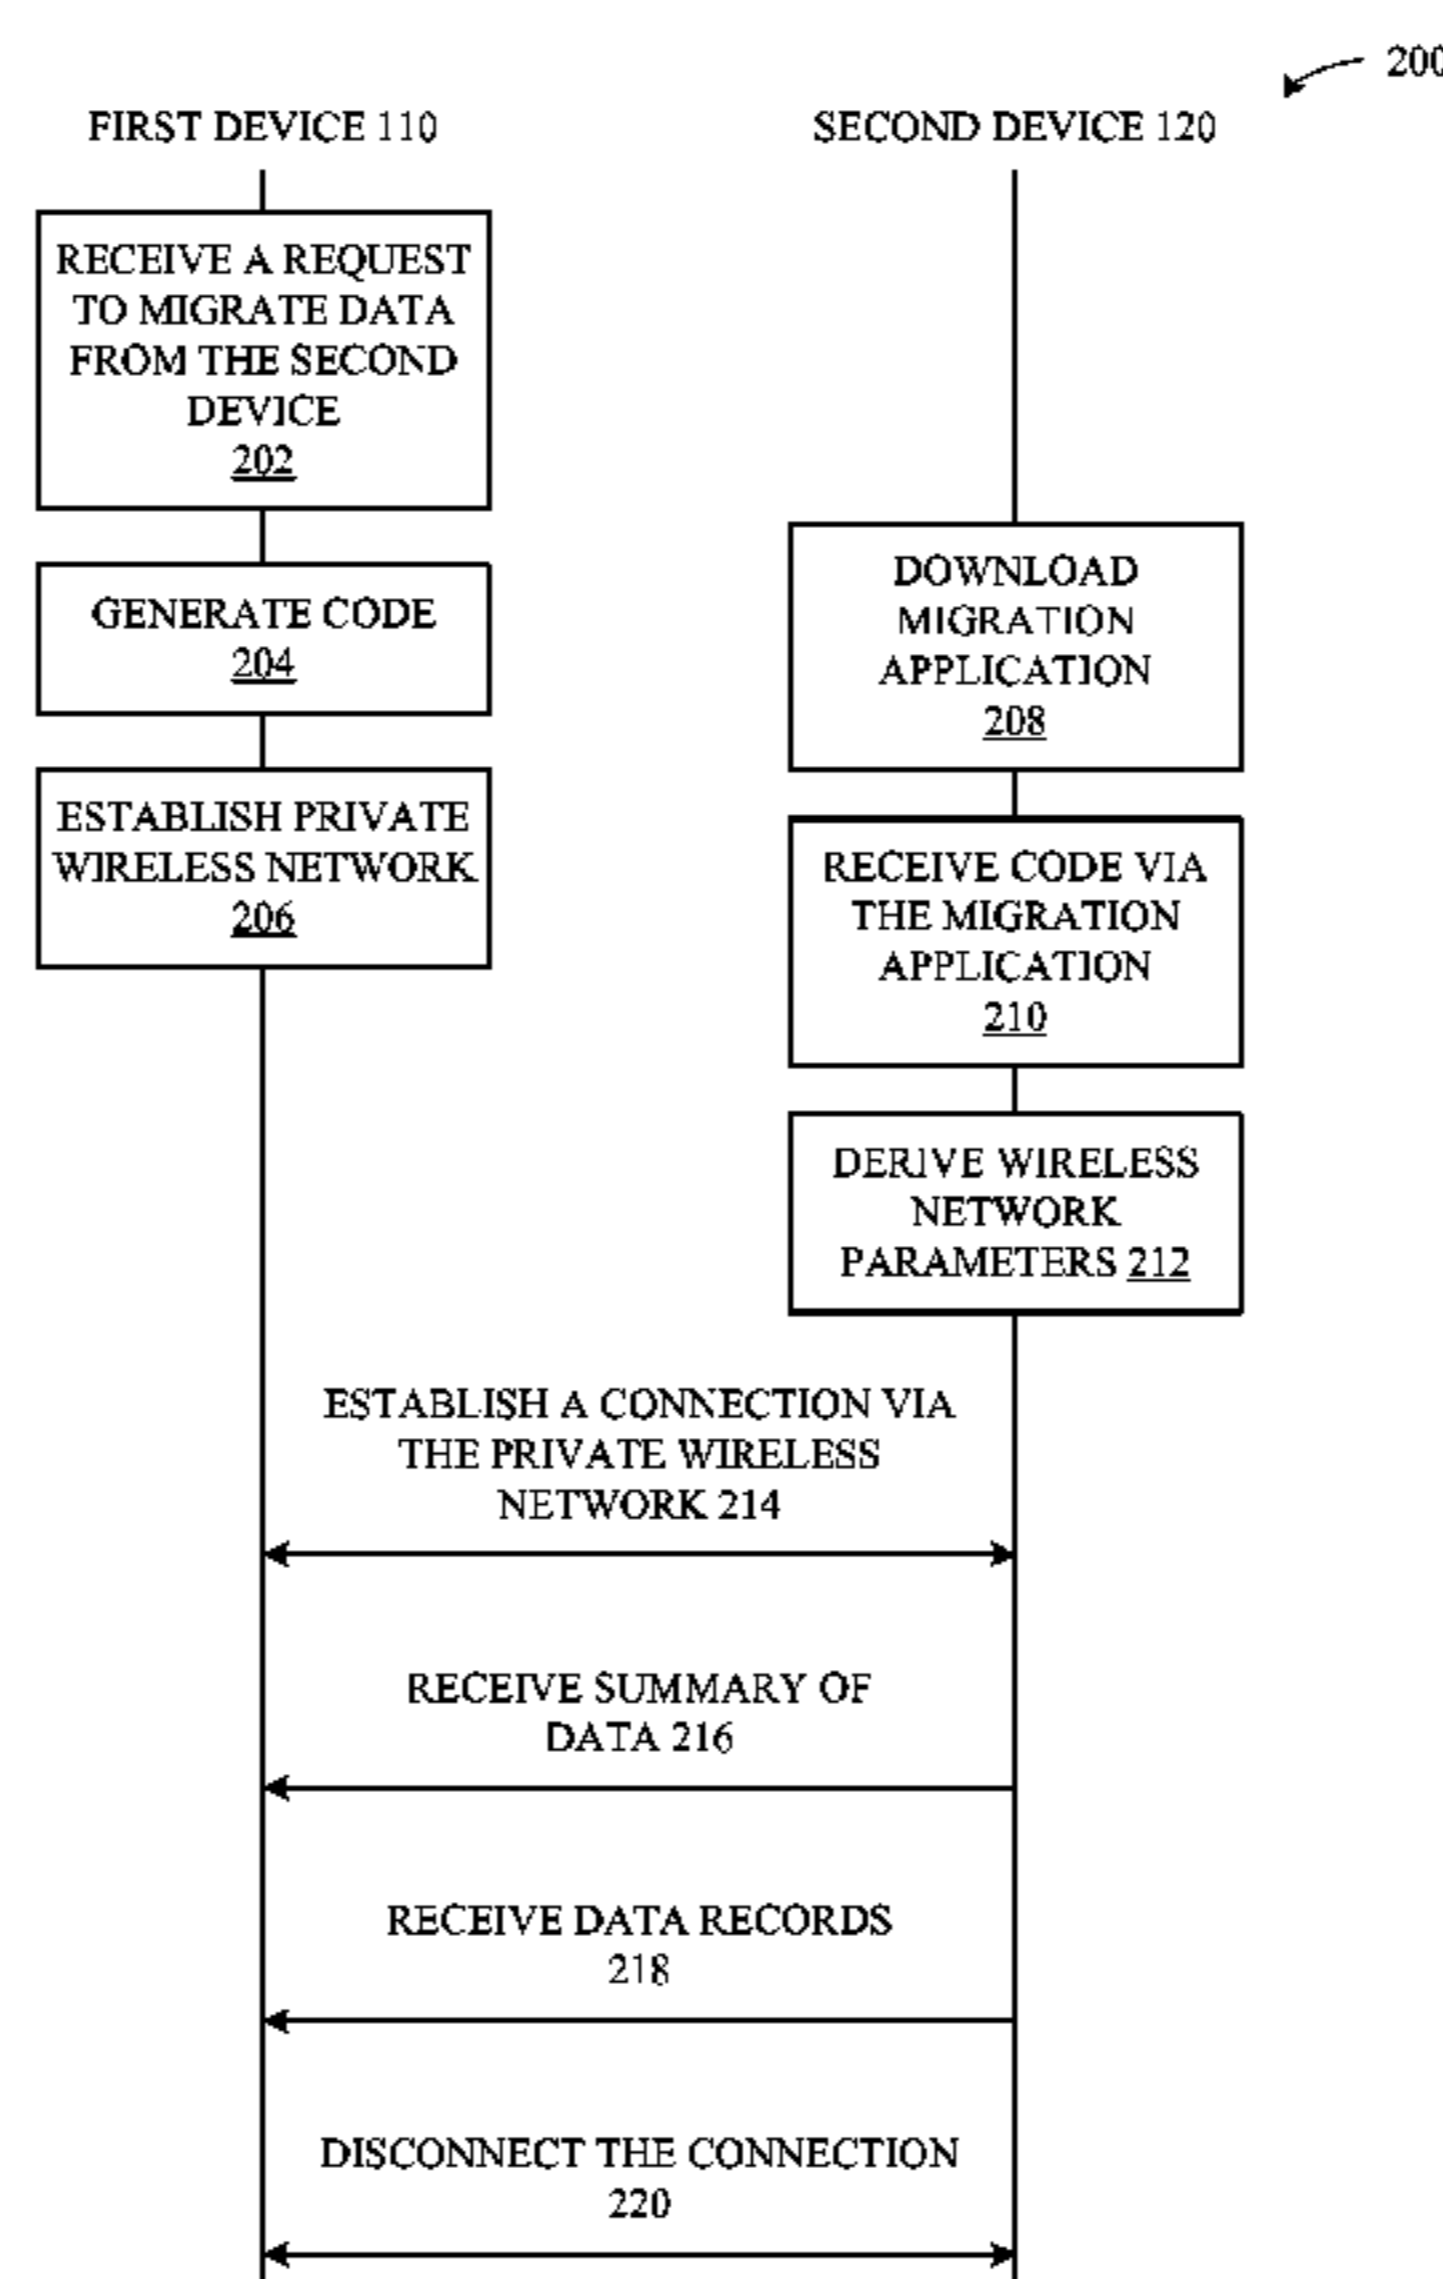 200
FIRST DEVICE 110
SECOND DEVICE 120
RECEIVE A REQUEST
TO MIGRATE DATA
FROM THE SECOND
DEVICE
202
GENERATE CODE
204
ESTABLISH PRIVATE
WIRELESS NETWORK
206
DOWNLOAD
MIGRATION
APPLICATION
208
RECEIVE CODE VIA
THE MIGRATION
APPLICATION
210
DERIVE WIRELESS
NETWORK
PARAMETERS 212
ESTABLISH A CONNECTION VIA
THE PRIVATE WIRELESS
NETWORK 214
RECEIVE SUMMARY OF
DATA 216
RECEIVE DATA RECORDS
218
DISCONNECT THE CONNECTION
220